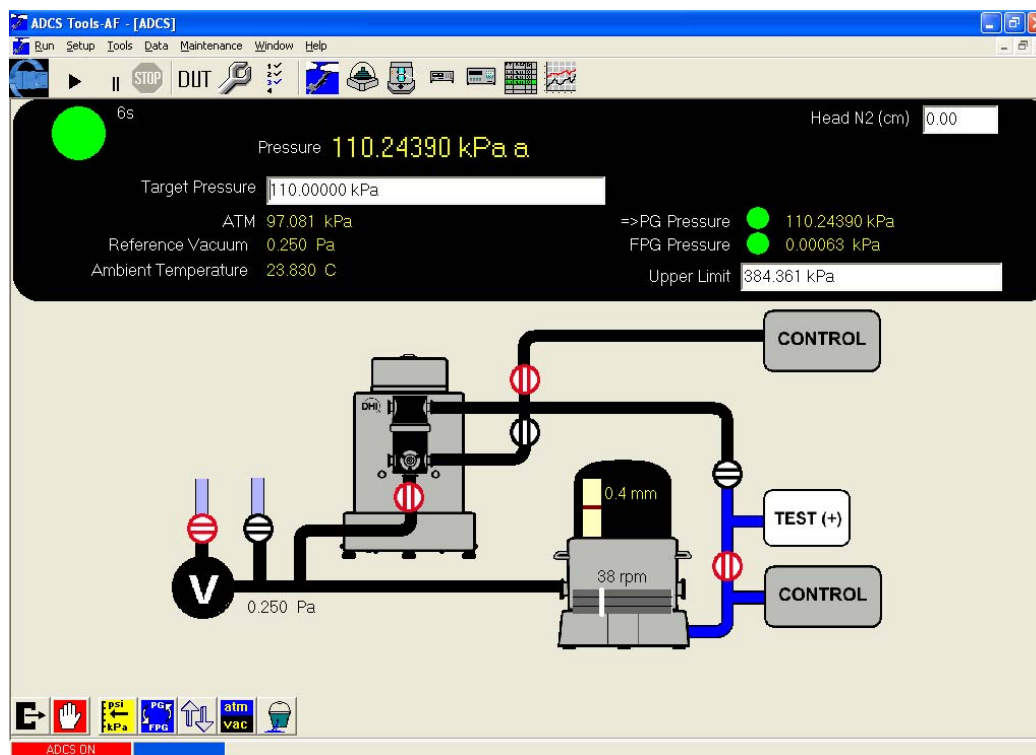 ADCS Tools-AF - [ADCS]
Run Setup Tools Data Maintenance Window Help
STOP DUT 1 2 3 4
6s
Head N2 (cm) 0.00
Pressure 110.24390 kPa a
Target Pressure 110.00000 kPa
ATM 97.081 kPa
=>PG Pressure 110.24390 kPa
Reference Vacuum 0.250 Pa
FPG Pressure 0.00063 kPa
Ambient Temperature 23.830 C
Upper Limit 384.361 kPa
CONTROL
DHI
0.4 mm
TEST (+)
38 rpm
V
CONTROL
0.250 Pa
psi kPa
PG FPG
atm vac
ADCS ON